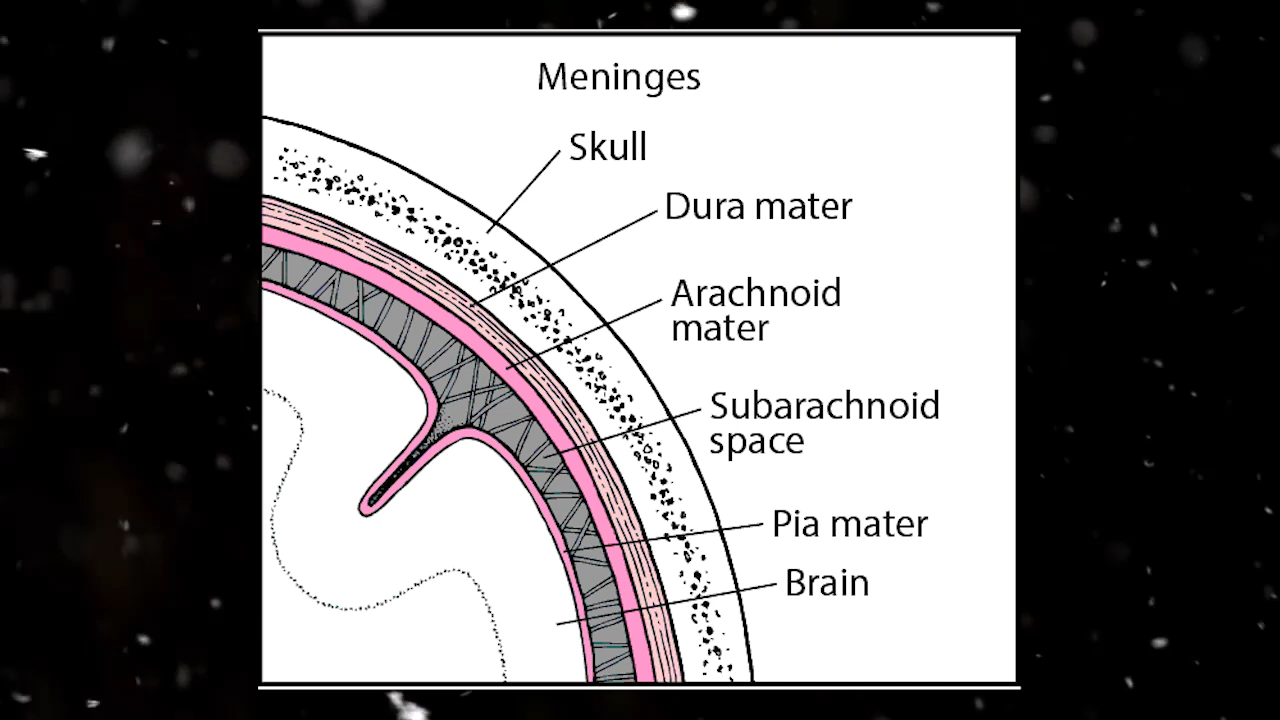 Meninges
Skull
Dura mater
Arachnoid
mater
Subarachnoid
space
Pia mater
Brain